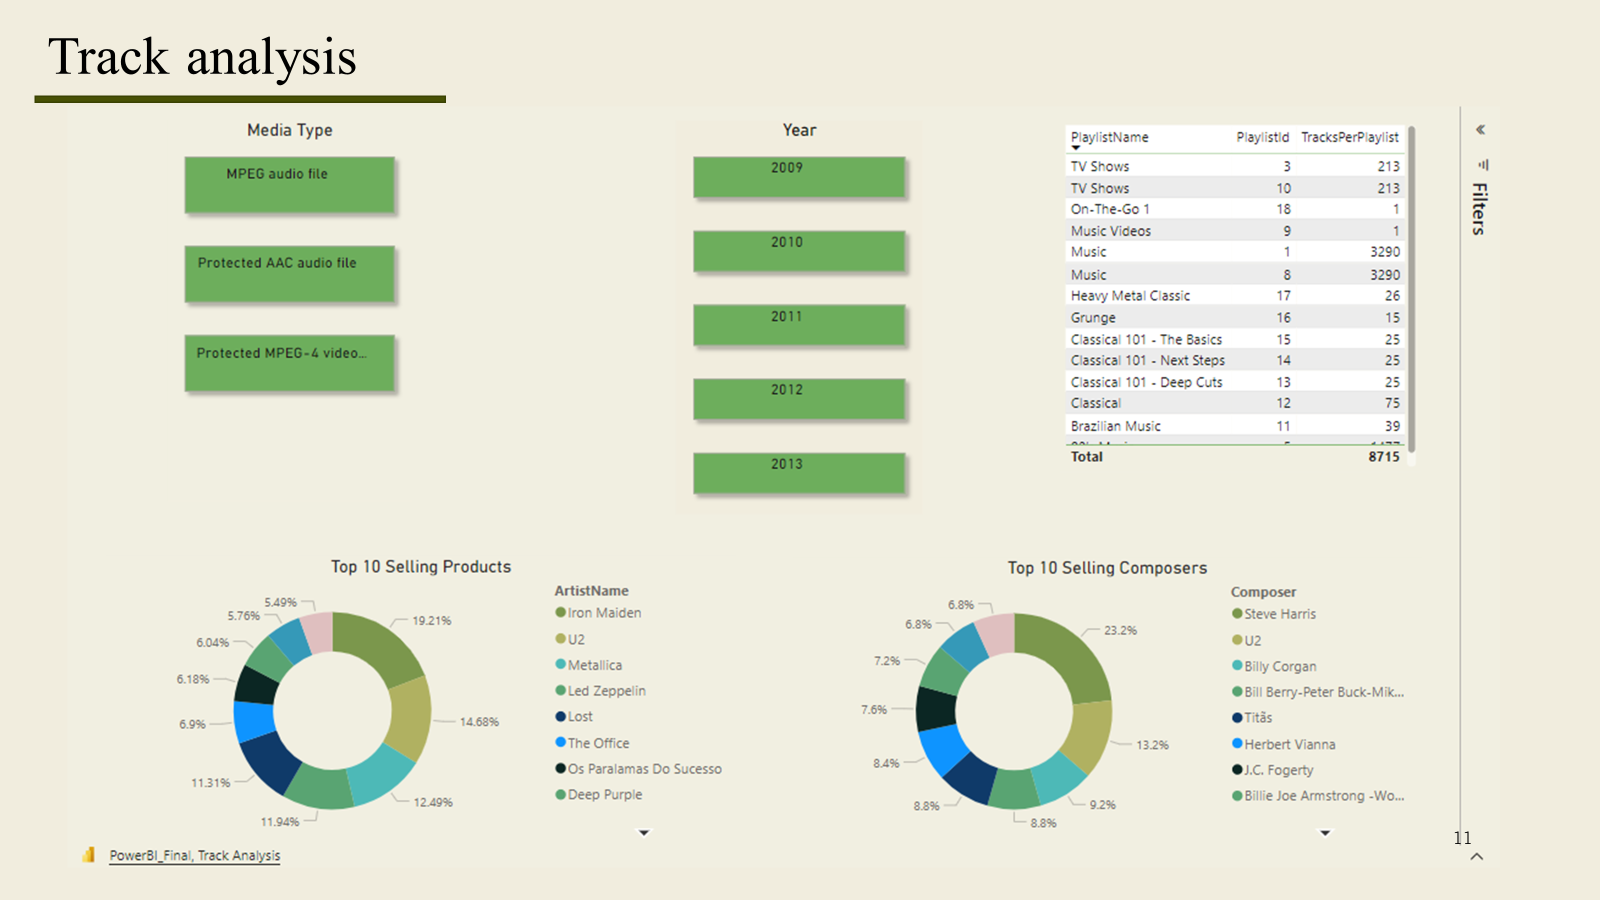 Track analysis
Media Type
MPEG audio file
Protected AAC audio file
Protected MPEG-4 video...
Year
2009
2010
2011
2012
2013
PlaylistName PlaylistId TracksPerPlaylist
TV Shows 3 213
TV Shows 10 213
On-The-Go 1 18 1
Music Videos 9 1
Music 1 3290
Music 8 3290
Heavy Metal Classic 17 26
Grunge 16 15
Classical 101 - The Basics 15 25
Classical 101 - Next Steps 14 25
Classical 101 - Deep Cuts 13 25
Classical 12 75
Brazilian Music 11 39
Total 8715
Filters
Top 10 Selling Products
19.21%
14.68%
12.49%
11.94%
11.31%
6.9%
6.18%
6.04%
5.76%
5.49%
ArtistName
Iron Maiden
U2
Metallica
Led Zeppelin
Lost
The Office
Os Paralamas Do Sucesso
Deep Purple
Top 10 Selling Composers
23.2%
13.2%
9.2%
8.8%
8.8%
8.4%
7.6%
7.2%
6.8%
6.8%
Composer
Steve Harris
U2
Billy Corgan
Bill Berry-Peter Buck-Mik...
Titãs
Herbert Vianna
J.C. Fogerty
Billie Joe Armstrong -Wo...
11
PowerBI_Final, Track Analysis